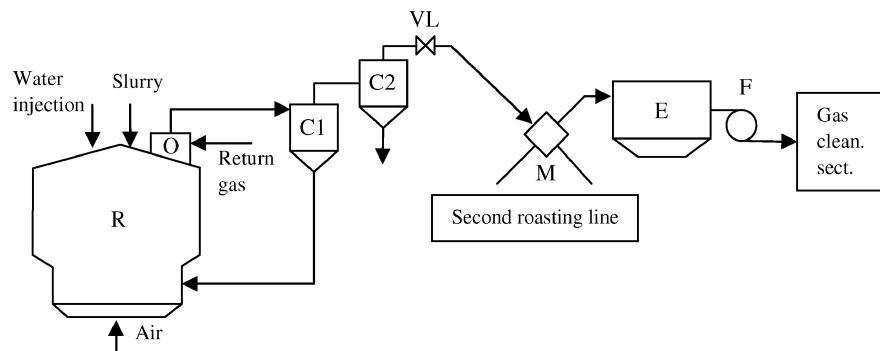 VL
Water
injection
Slurry
C2
C1
O
Return
gas
E
F
Gas
clean.
sect.
M
R
Second roasting line
Air